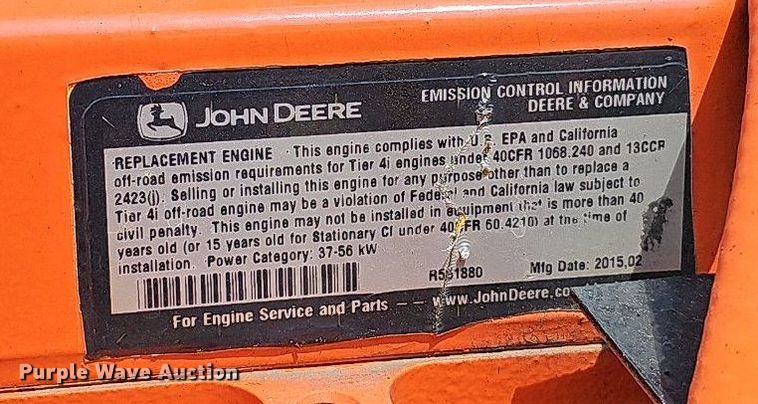 JOHN DEERE
EMISSION CONTROL INFORMATION
DEERE & COMPANY
REPLACEMENT ENGINE This engine complies with U.S. EPA and California
off-road emission requirements for Tier 4i engines under 40CFR 1068.240 and 13CCR
2423(j). Selling or installing this engine for any purpose other than to replace a
Tier 4i off-road engine may be a violation of Federal and California law subject to
civil penalty. This engine may not be installed in equipment that is more than 40
years old (or 15 years old for Stationary CI under 40CFR 60.4210) at the time of
installation. Power Category: 37-56 kW
Mfg Date: 2015.02
For Engine Service and Parts -- www.JohnDeere.co
Purple Wave Auction